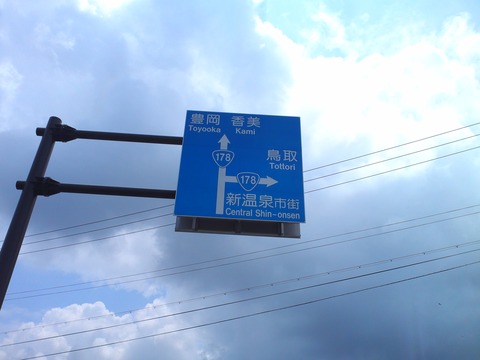 豊岡 香美
Toyooka Kami
178
鳥取
Tottori
178
新温泉市街
Central Shin-onsen